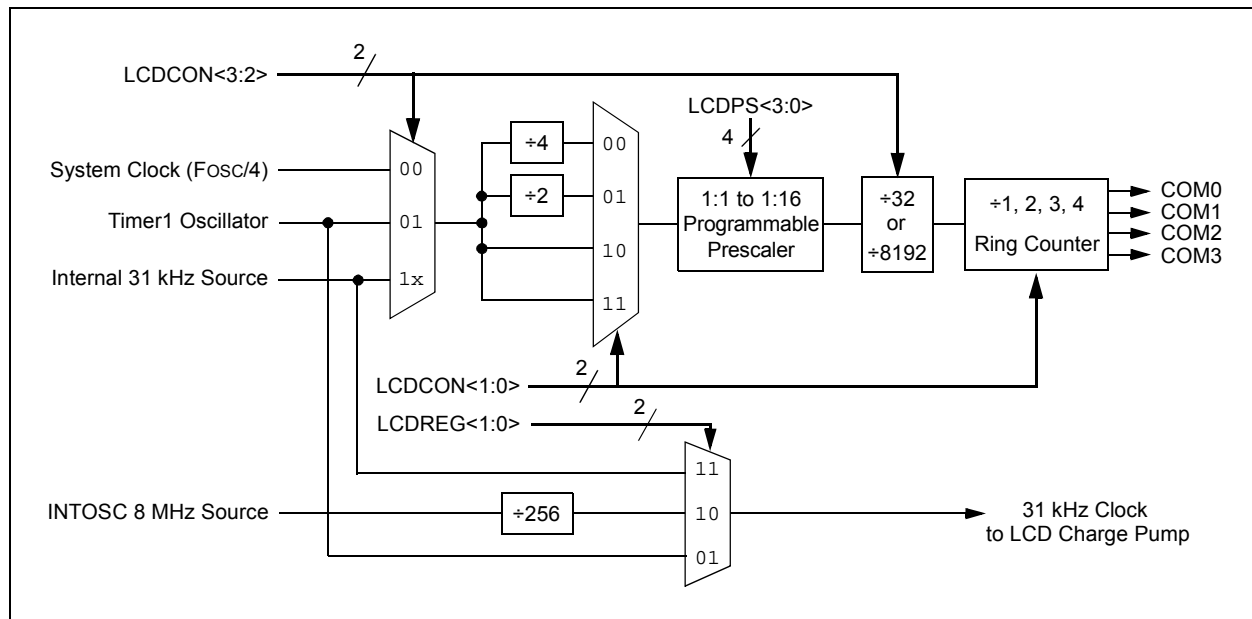 2
LCDCON<3:2>
LCDPS<3:0>
4
System Clock (FOSC/4)
00
÷4
00
÷2
01
Timer1 Oscillator
01
1:1 to 1:16
Programmable
Prescaler
÷32
or
÷8192
÷1, 2, 3, 4
Ring Counter
COM0
COM1
COM2
COM3
10
Internal 31 kHz Source
1x
11
LCDCON<1:0>
2
LCDREG<1:0>
2
11
INTOSC 8 MHz Source
÷256
10
01
31 kHz Clock
to LCD Charge Pump